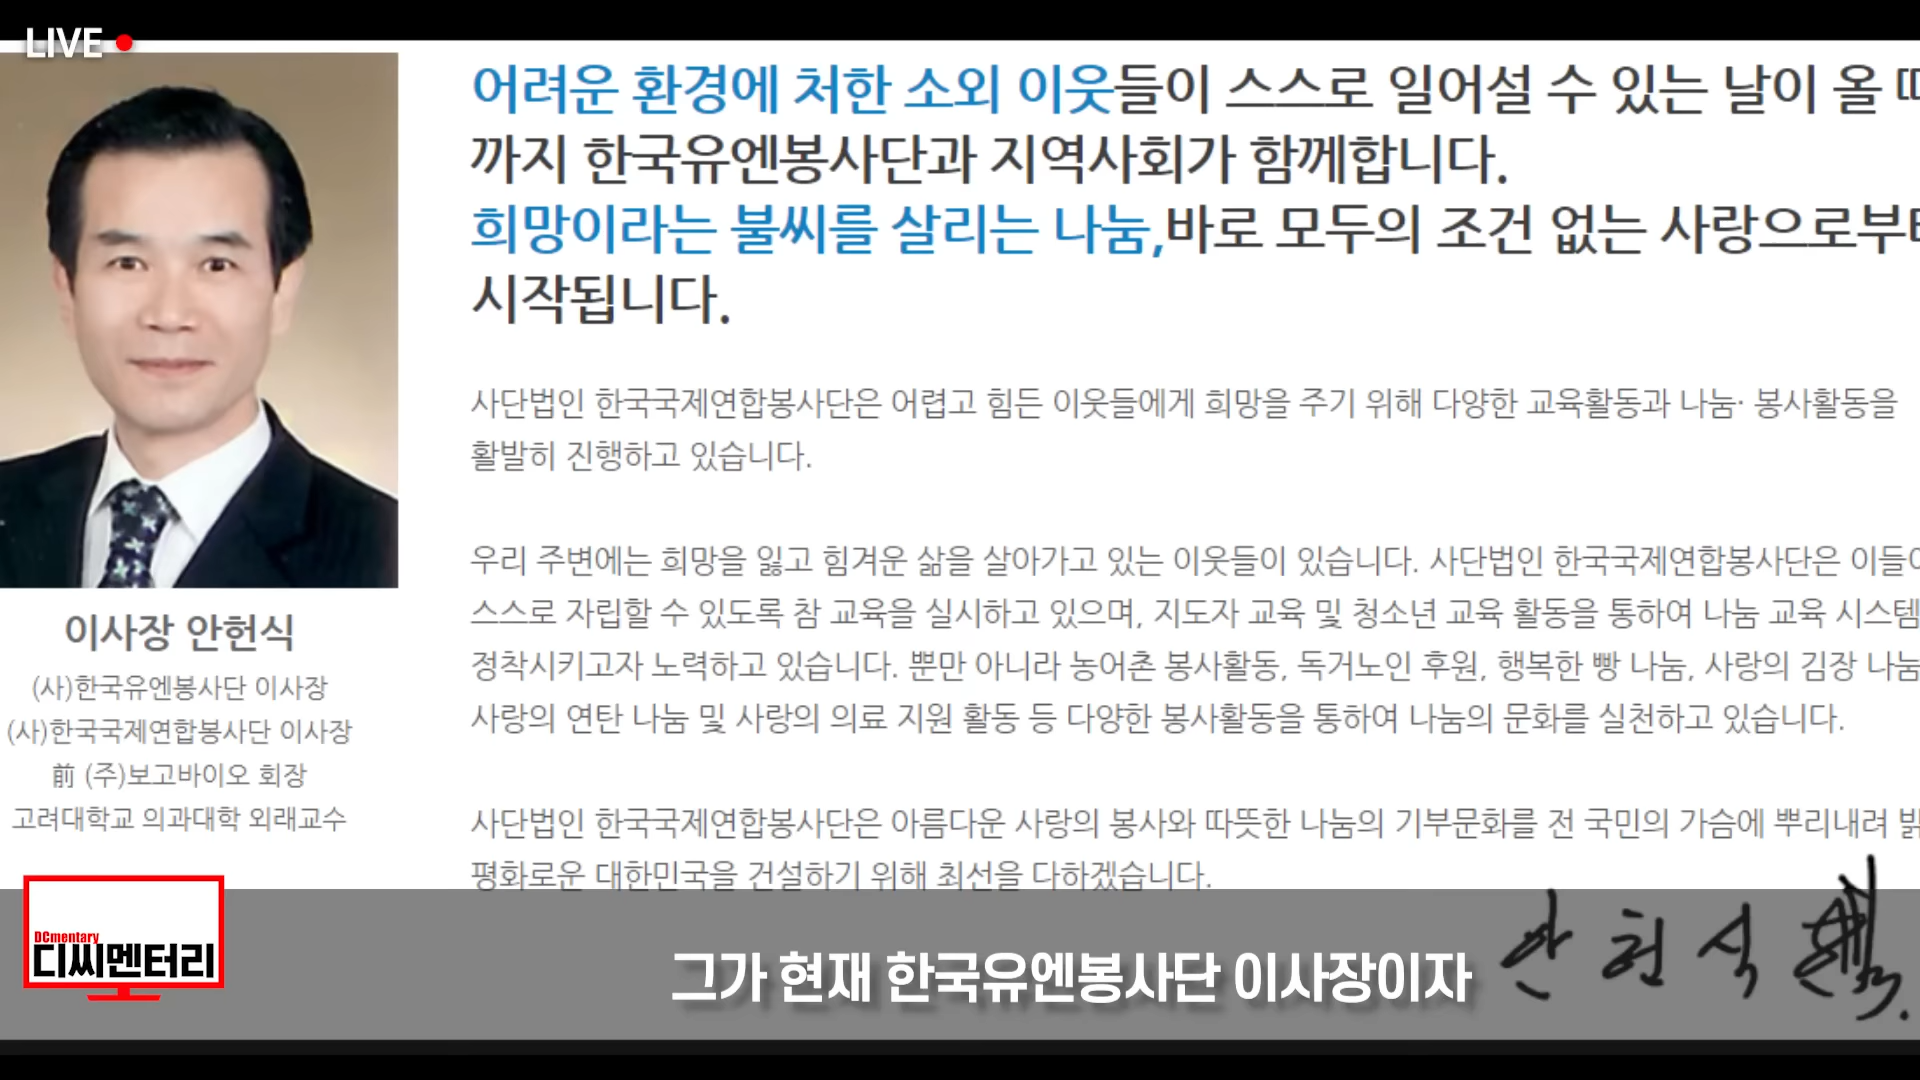 LIVE
어려운 환경에 처한 소외 이웃들이 스스로 일어설 수 있는 날이 올
까지 한국유엔봉사단과 지역사회가 함께합니다.
희망이라는 불씨를 살리는 나눔,바로 모두의 조건 없는 사랑으로부터
시작됩니다.
사단법인 한국국제연합봉사단은 어렵고 힘든 이웃들에게 희망을 주기 위해 다양한 교육활동과 나눔· 봉사활동을
활발히 진행하고 있습니다.
우리 주변에는 희망을 잃고 힘겨운 삶을 살아가고 있는 이웃들이 있습니다. 사단법인 한국국제연합봉사단은 이들이
스스로 자립할 수 있도록 참 교육을 실시하고 있으며, 지도자 교육 및 청소년 교육 활동을 통하여 나눔 교육 시스템
정착시키고자 노력하고 있습니다. 뿐만 아니라 농어촌 봉사활동, 독거노인 후원, 행복한 빵 나눔, 사랑의 김장 나눔
사랑의 연탄 나눔 및 사랑의 의료 지원 활동 등 다양한 봉사활동을 통하여 나눔의 문화를 실천하고 있습니다.
사단법인 한국국제연합봉사단은 아름다운 사랑의 봉사와 따뜻한 나눔의 기부문화를 전 국민의 가슴에 뿌리내려
평화로운 대한민국을 건설하기 위해 최선을 다하겠습니다.
이사장 안헌식
(사)한국유엔봉사단 이사장
(사)한국국제연합봉사단 이사장
前 (주)보고바이오 회장
고려대학교 의과대학 외래교수
안 헌 식
DCmentary
디씨멘터리
그가 현재 한국유엔봉사단 이사장이자